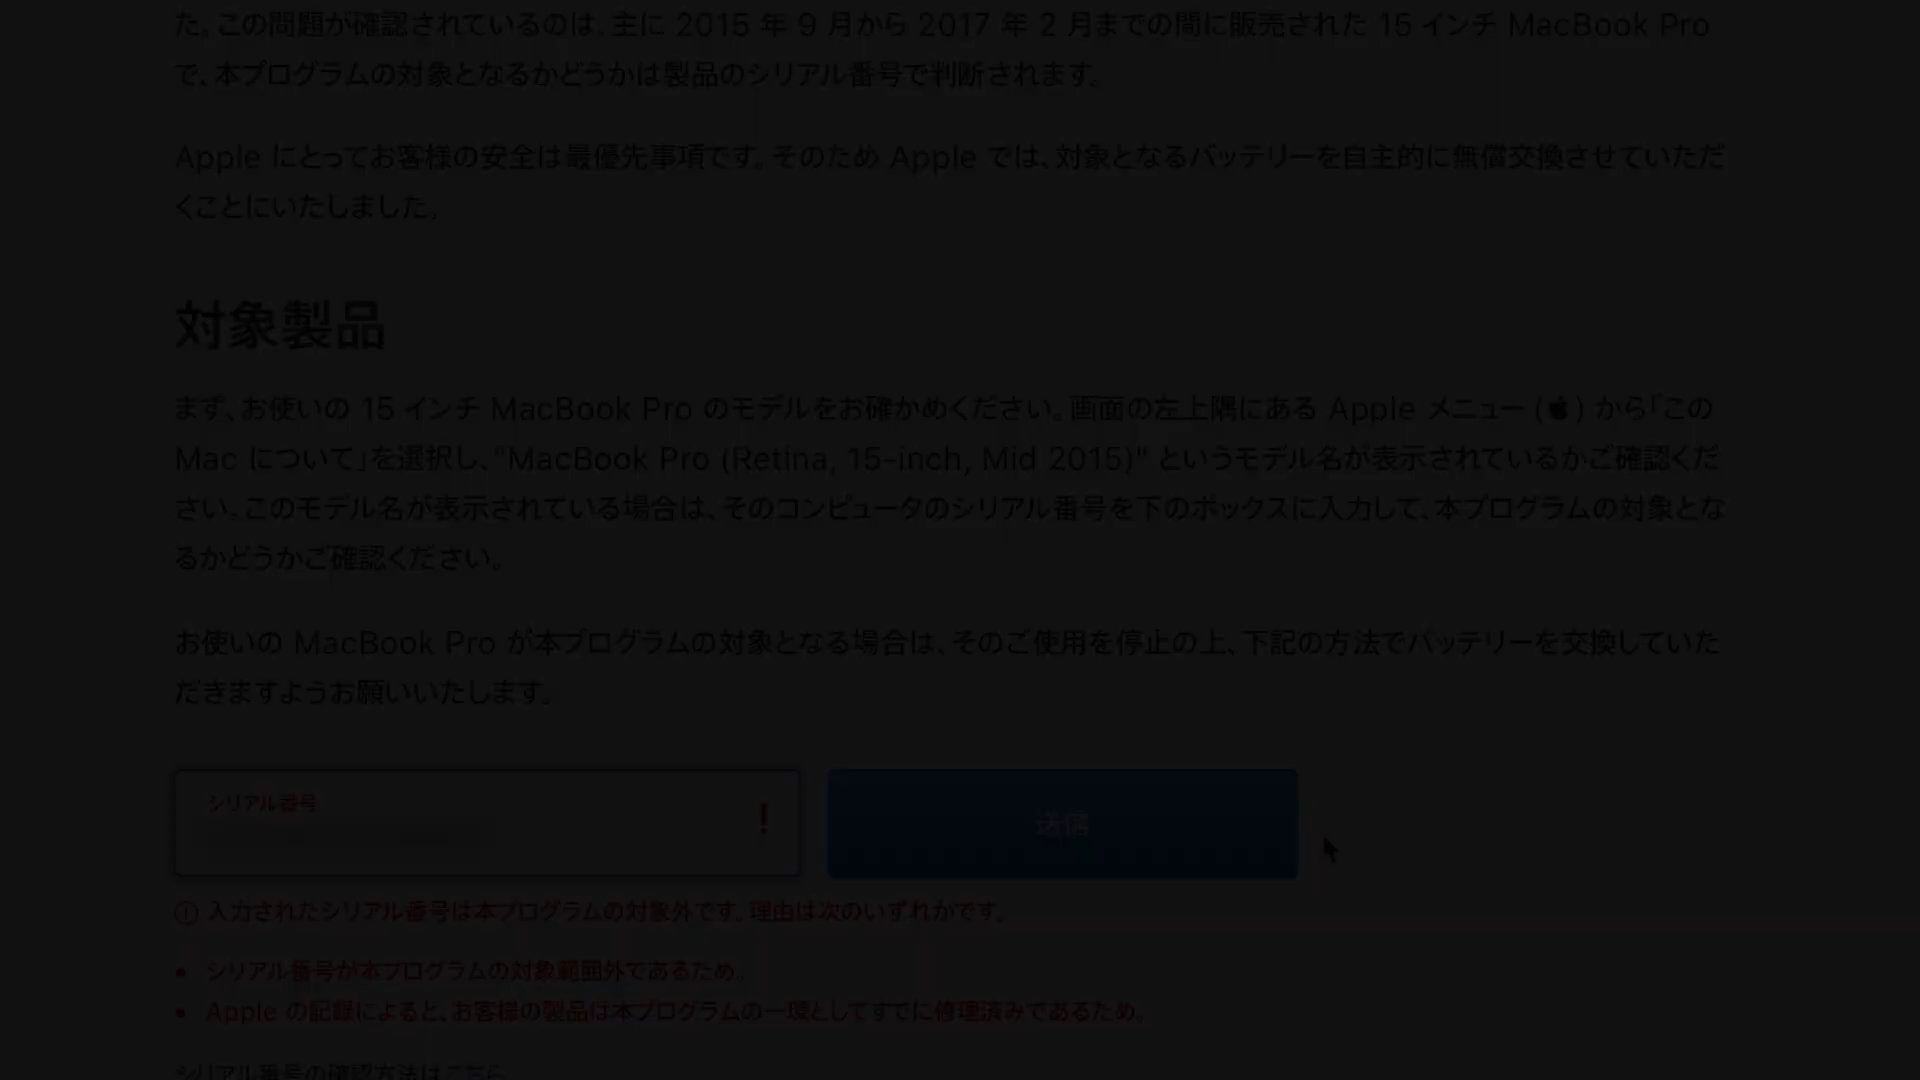 た。この問題が確認されているのは、主に 2015 年 9 月から 2017 年 2 月までの間に販売された 15 インチ MacBook Pro
で、本プログラムの対象となるかどうかは製品のシリアル番号で判断されます。
Apple にとってお客様の安全は最優先事項です。そのため Apple では、対象となるバッテリーを自主的に無償交換させていただ
くことにいたしました。
対象製品
まず、お使いの 15 インチ MacBook Pro のモデルをお確かめください。画面の左上隅にある Apple メニュー () から「この
Mac について」を選択し、"MacBook Pro (Retina, 15-inch, Mid 2015)" というモデル名が表示されているかご確認くだ
さい。このモデル名が表示されている場合は、そのコンピュータのシリアル番号を下のボックスに入力して、本プログラムの対象とな
るかどうかご確認ください。
お使いの MacBook Pro が本プログラムの対象となる場合は、そのご使用を停止の上、下記の方法でバッテリーを交換していた
だきますようお願いいたします。
シリアル番号
!
送信
入力されたシリアル番号は本プログラムの対象外です。理由は次のいずれかです。
• シリアル番号が本プログラムの対象範囲外であるため。
• Apple の記録によると、お客様の製品は本プログラムの一環としてすでに修理済みであるため。
シリアル番号の確認方法はこちら